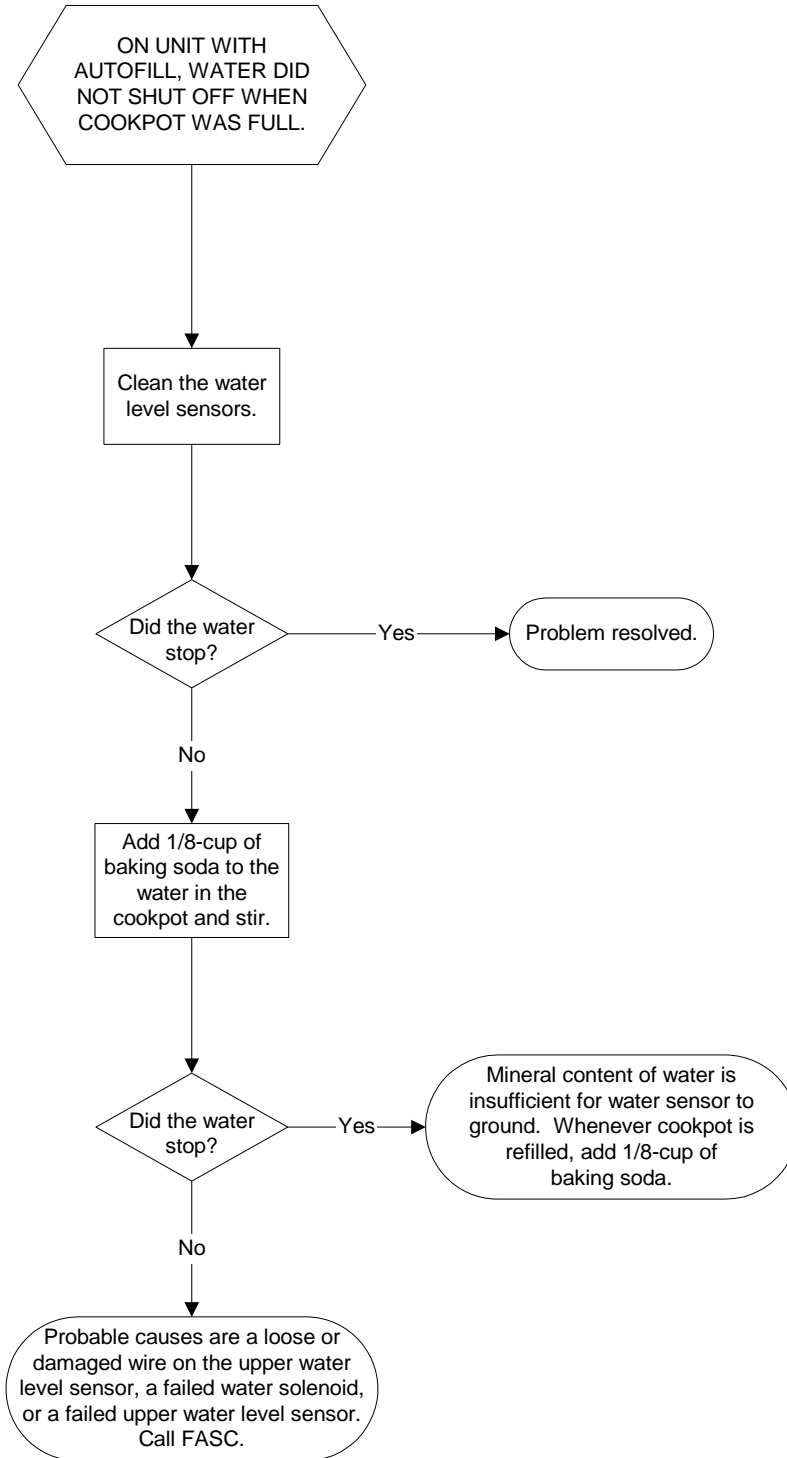 ON UNIT WITH
AUTOFILL, WATER DID
NOT SHUT OFF WHEN
COOKPOT WAS FULL.
Clean the water
level sensors.
Did the water
stop?
Yes
Problem resolved.
No
Add 1/8-cup of
baking soda to the
water in the
cookpot and stir.
Did the water
stop?
Yes
Mineral content of water is
insufficient for water sensor to
ground.  Whenever cookpot is
refilled, add 1/8-cup of
baking soda.
No
Probable causes are a loose or
damaged wire on the upper water
level sensor, a failed water solenoid,
or a failed upper water level sensor.
Call FASC.